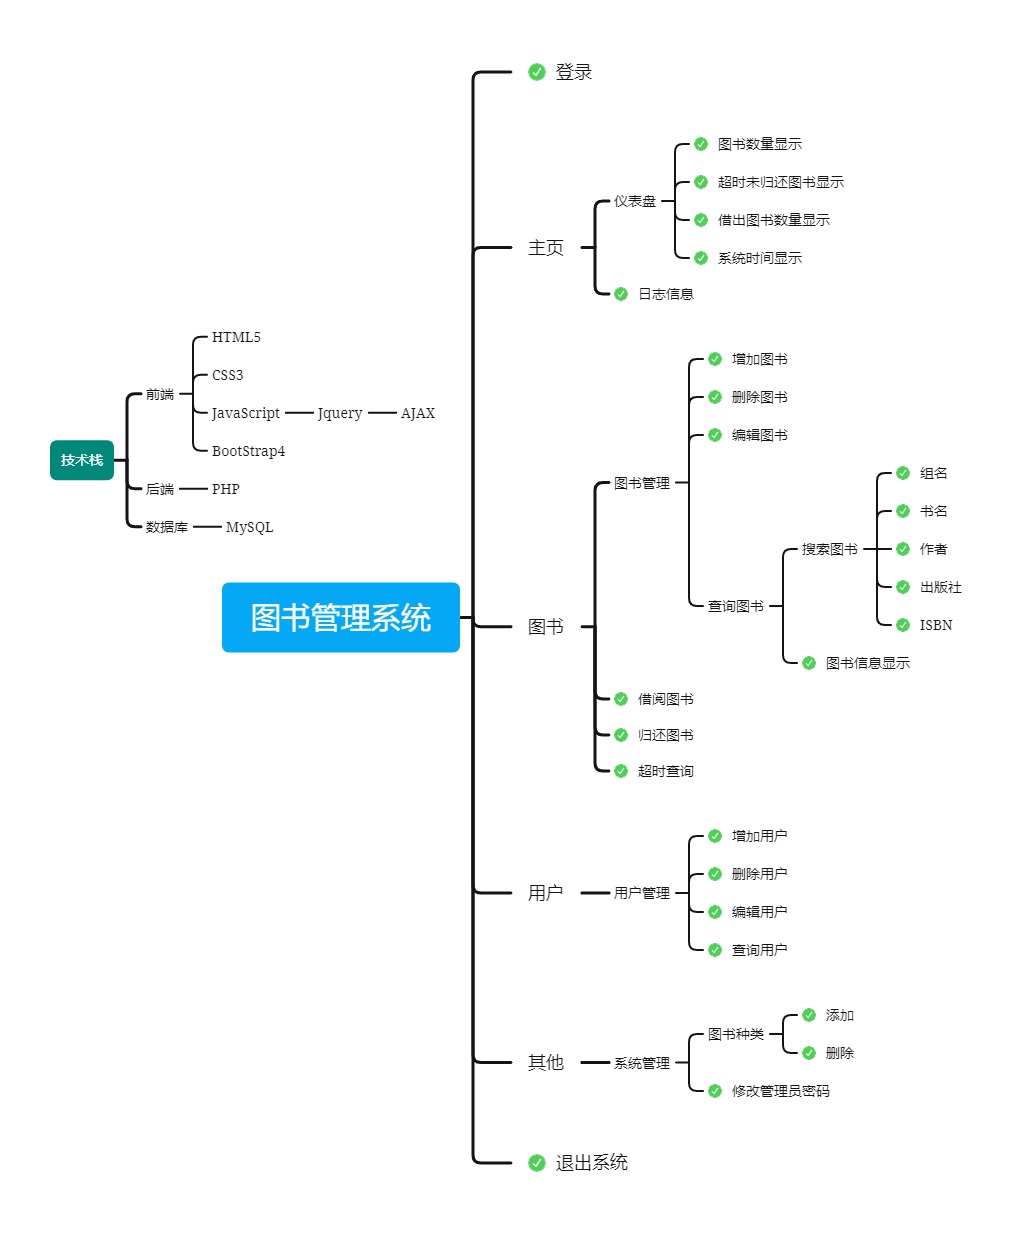 技术栈
前端
HTML5
CSS3
JavaScript
Jquery
AJAX
BootStrap4
后端
PHP
数据库
MySQL
图书管理系统
登录
主页
仪表盘
图书数量显示
超时未归还图书显示
借出图书数量显示
系统时间显示
日志信息
图书
图书管理
增加图书
删除图书
编辑图书
查询图书
搜索图书
组名
书名
作者
出版社
ISBN
图书信息显示
借阅图书
归还图书
超时查询
用户
用户管理
增加用户
删除用户
编辑用户
查询用户
其他
系统管理
图书种类
添加
删除
修改管理员密码
退出系统